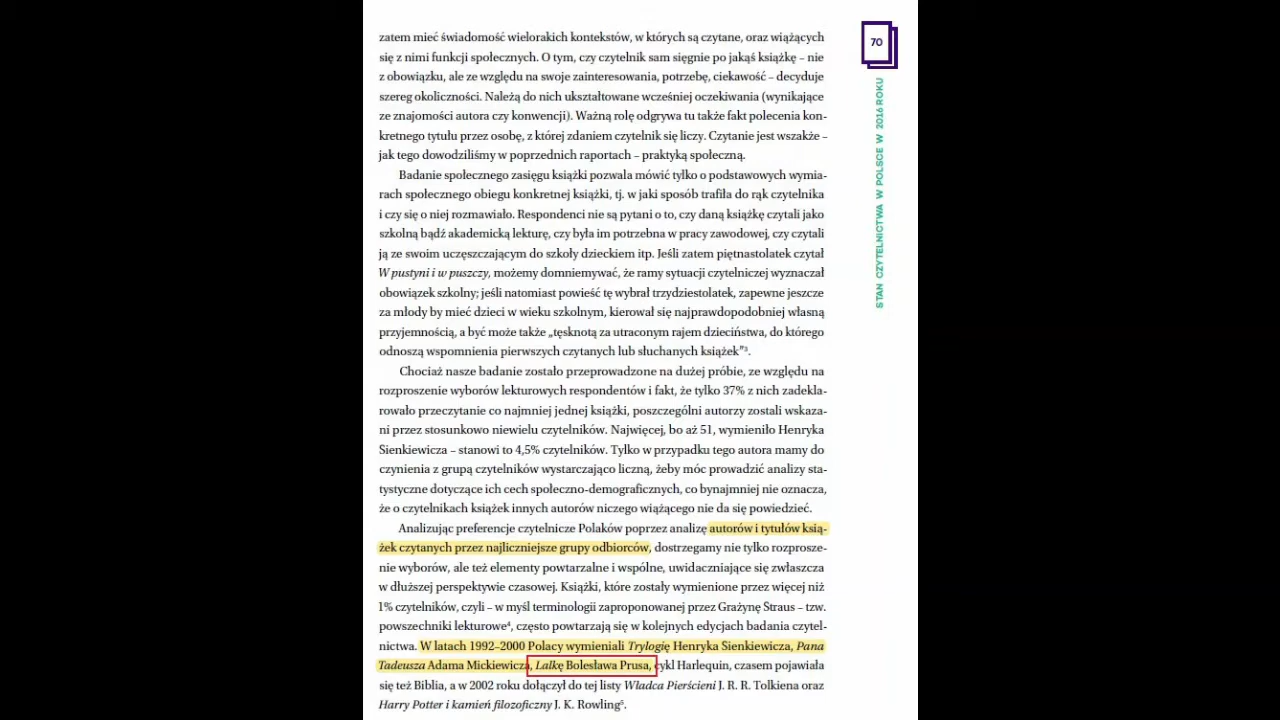 70
STAN CZYTELNICTWA W POLSCE W 2016 ROKU
zatem mieć świadomość wielorakich kontekstów, w których są czytane, oraz wiążących
się z nimi funkcji społecznych. O tym, czy czytelnik sam sięgnie po jakąś książkę – nie
z obowiązku, ale ze względu na swoje zainteresowania, potrzebę, ciekawość – decyduje
szereg okoliczności. Należą do nich ukształtowane wcześniej oczekiwania (wynikające
ze znajomości autora czy konwencji). Ważną rolę odgrywa tu także fakt polecenia kon-
kretnego tytułu przez osobę, z której zdaniem czytelnik się liczy. Czytanie jest wszakże –
jak tego dowodziliśmy w poprzednich raportach – praktyką społeczną.
Badanie społecznego zasięgu książki pozwala mówić tylko o podstawowych wymia-
rach społecznego obiegu konkretnej książki, tj. w jaki sposób trafiła do rąk czytelnika
i czy się o niej rozmawiało. Respondenci nie są pytani o to, czy daną książkę czytali jako
szkolną bądź akademicką lekturę, czy była im potrzebna w pracy zawodowej, czy czytali
ją ze swoim uczęszczającym do szkoły dzieckiem itp. Jeśli zatem piętnastolatek czytał
W pustyni i w puszczy, możemy domniemywać, że ramy sytuacji czytelniczej wyznaczał
obowiązek szkolny; jeśli natomiast powieść tę wybrał trzydziestolatek, zapewne jeszcze
za młody by mieć dzieci w wieku szkolnym, kierował się najprawdopodobniej własną
przyjemnością, a być może także „tęsknotą za utraconym rajem dzieciństwa, do którego
odnoszą wspomnienia pierwszych czytanych lub słuchanych książek”³.
Chociaż nasze badanie zostało przeprowadzone na dużej próbie, ze względu na
rozproszenie wyborów lekturowych respondentów i fakt, że tylko 37% z nich zadekla-
rowało przeczytanie co najmniej jednej książki, poszczególni autorzy zostali wskaza-
ni przez stosunkowo niewielu czytelników. Najwięcej, bo aż 51, wymieniło Henryka
Sienkiewicza – stanowi to 4,5% czytelników. Tylko w przypadku tego autora mamy do
czynienia z grupą czytelników wystarczająco liczną, żeby móc prowadzić analizy sta-
tystyczne dotyczące ich cech społeczno-demograficznych, co bynajmniej nie oznacza,
że o czytelnikach książek innych autorów niczego wiążącego nie da się powiedzieć.
Analizując preferencje czytelnicze Polaków poprzez analizę autorów i tytułów ksią-
żek czytanych przez najliczniejsze grupy odbiorców, dostrzegamy nie tylko rozprosze-
nie wyborów, ale też elementy powtarzalne i wspólne, uwidaczniające się zwłaszcza
w dłuższej perspektywie czasowej. Książki, które zostały wymienione przez więcej niż
1% czytelników, czyli – w myśl terminologii zaproponowanej przez Grażynę Straus – tzw.
powszechniki lekturowe⁴, często powtarzają się w kolejnych edycjach badania czytel-
nictwa. W latach 1992–2000 Polacy wymieniali Trylogię Henryka Sienkiewicza, Pana
Tadeusza Adama Mickiewicza, Lalkę Bolesława Prusa, cykl Harlequin, czasem pojawiała
się też Biblia, a w 2002 roku dołączył do tej listy Władca Pierścieni J. R. R. Tolkiena oraz
Harry Potter i kamień filozoficzny J. K. Rowling⁵.